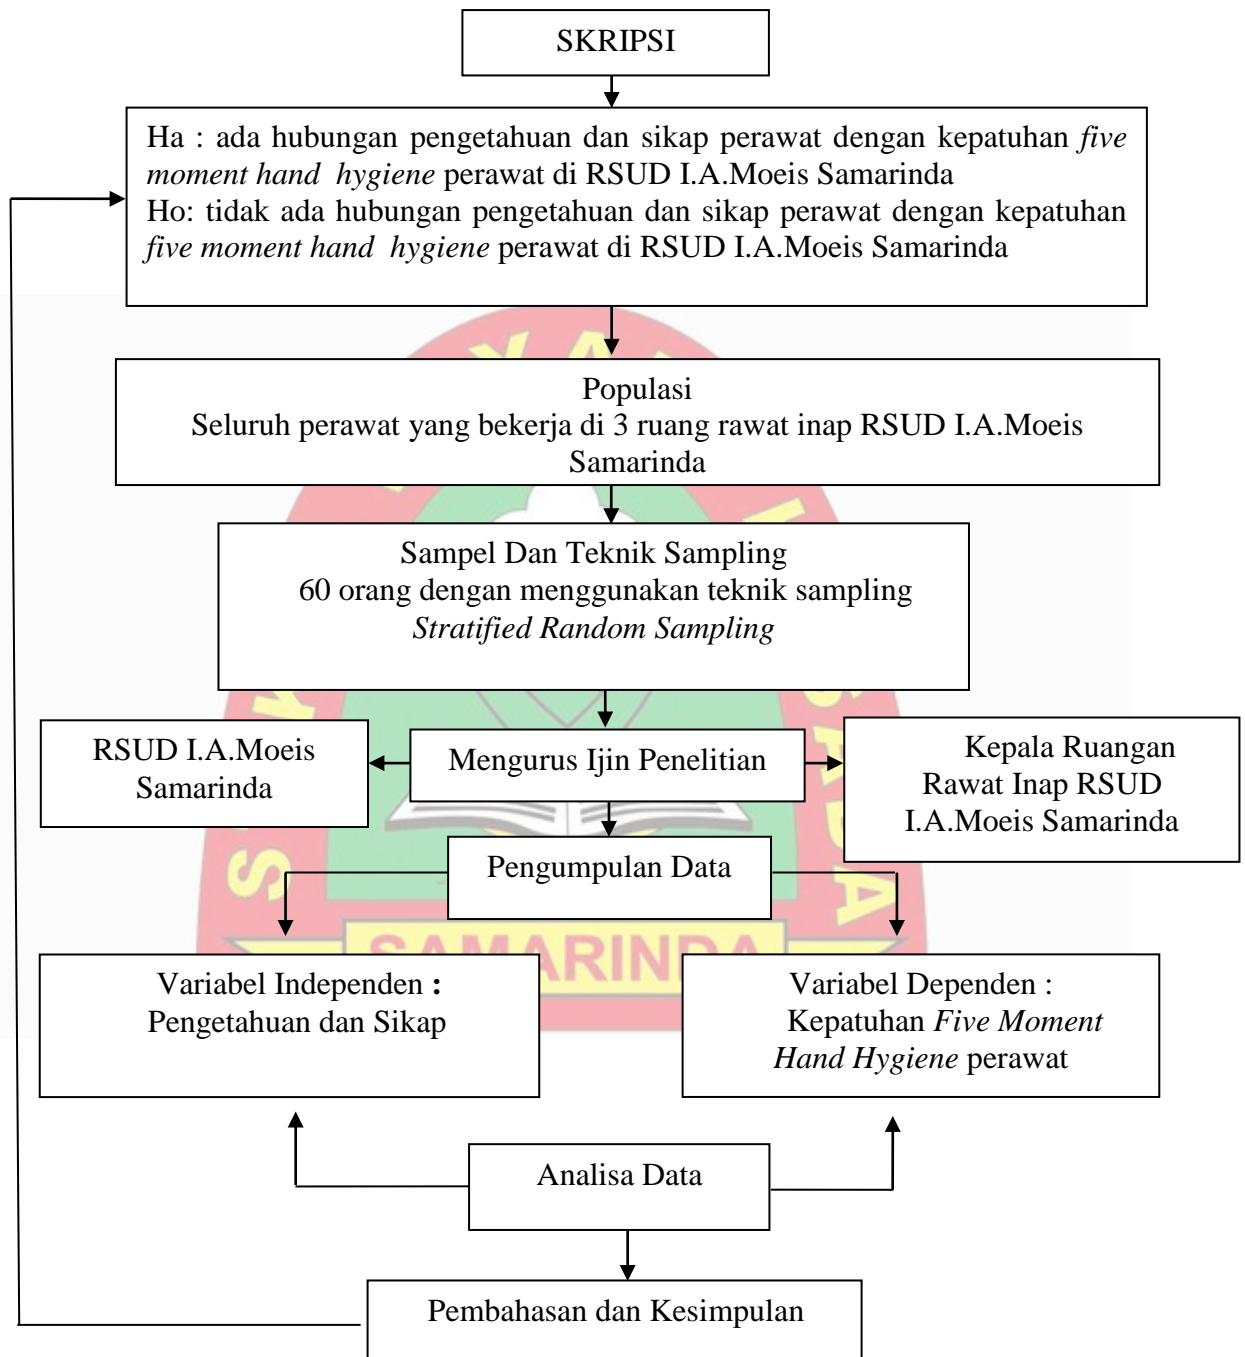 SKRIPSI
Ha : ada hubungan pengetahuan dan sikap perawat dengan kepatuhan five
moment hand hygiene perawat di RSUD I.A.Moeis Samarinda
Ho: tidak ada hubungan pengetahuan dan sikap perawat dengan kepatuhan
five moment hand hygiene perawat di RSUD I.A.Moeis Samarinda
Populasi
Seluruh perawat yang bekerja di 3 ruang rawat inap RSUD I.A.Moeis
Samarinda
Sampel Dan Teknik Sampling
60 orang dengan menggunakan teknik sampling
Stratified Random Sampling
RSUD I.A.Moeis
Samarinda
Mengurus Ijin Penelitian
Kepala Ruangan
Rawat Inap RSUD
I.A.Moeis Samarinda
Pengumpulan Data
SAMARINDA
Variabel Independen :
Pengetahuan dan Sikap
Variabel Dependen :
Kepatuhan Five Moment
Hand Hygiene perawat
Analisa Data
Pembahasan dan Kesimpulan